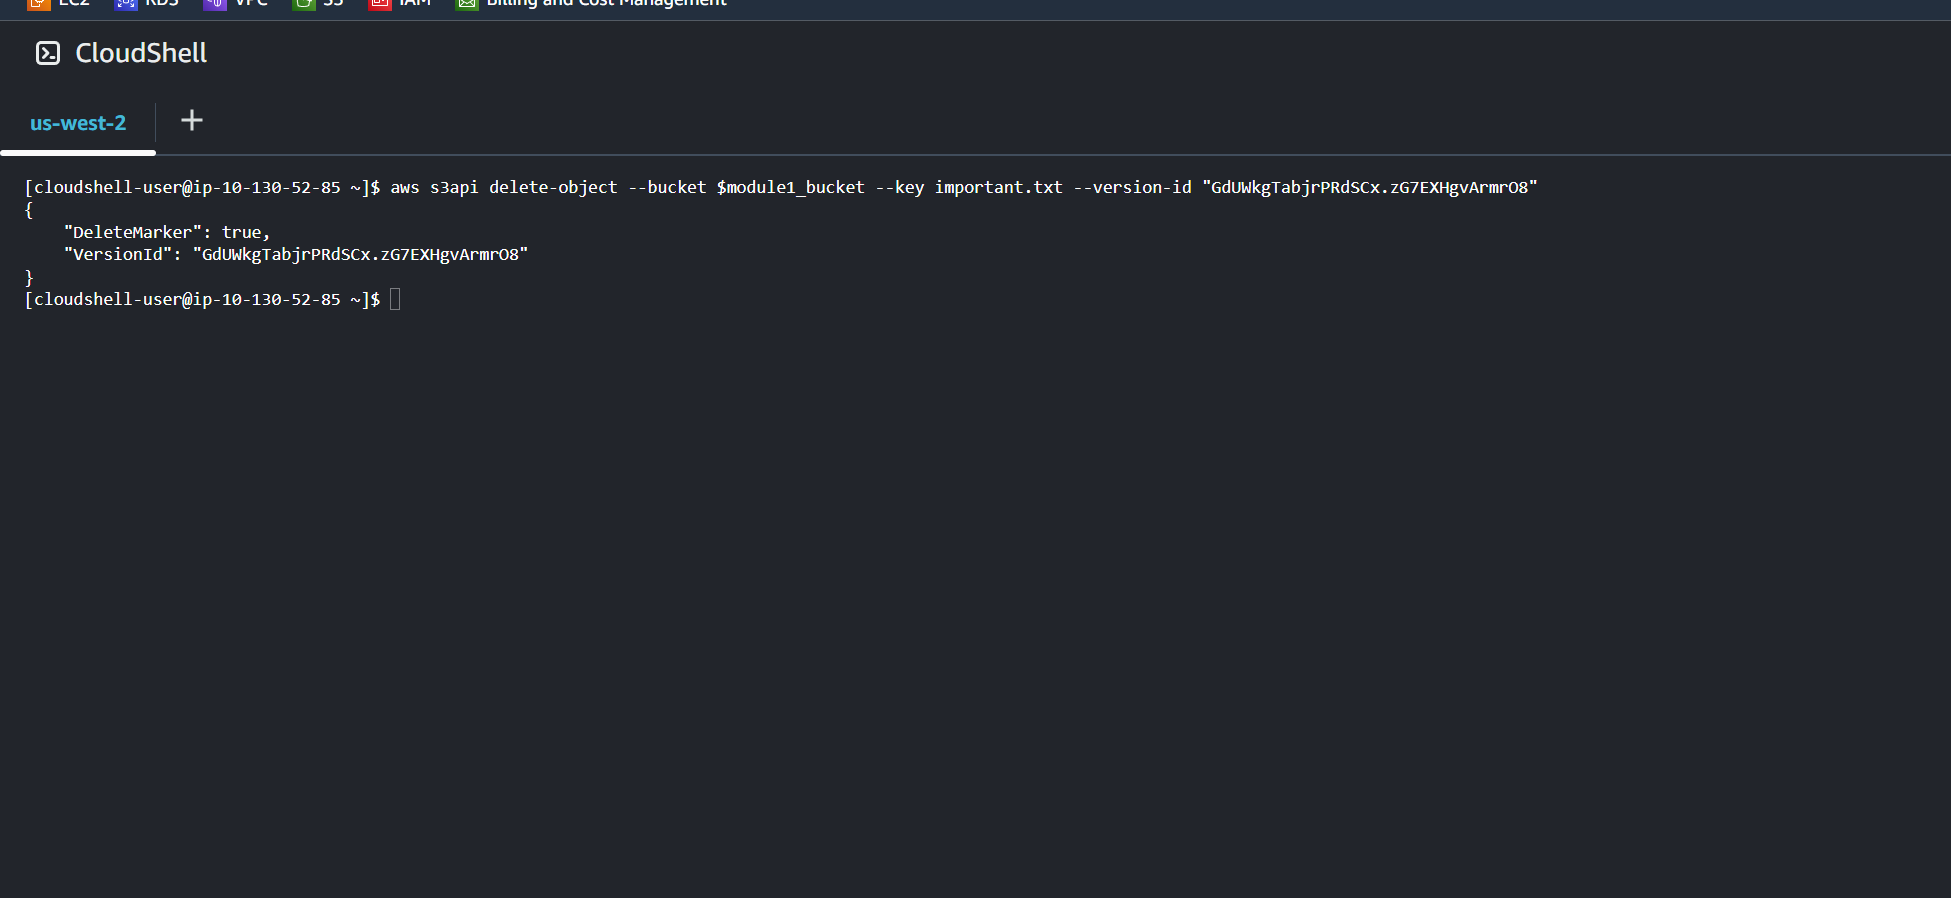 EC2 RDS VPC S3 IAM Billing and Cost Management
CloudShell
us-west-2
[cloudshell-user@ip-10-130-52-85 ~]$ aws s3api delete-object --bucket $module1_bucket --key important.txt --version-id "GdUWkgTabjrPRdSCx.zG7EXHgvArmrO8"
{
    "DeleteMarker": true,
    "VersionId": "GdUWkgTabjrPRdSCx.zG7EXHgvArmrO8"
}
[cloudshell-user@ip-10-130-52-85 ~]$